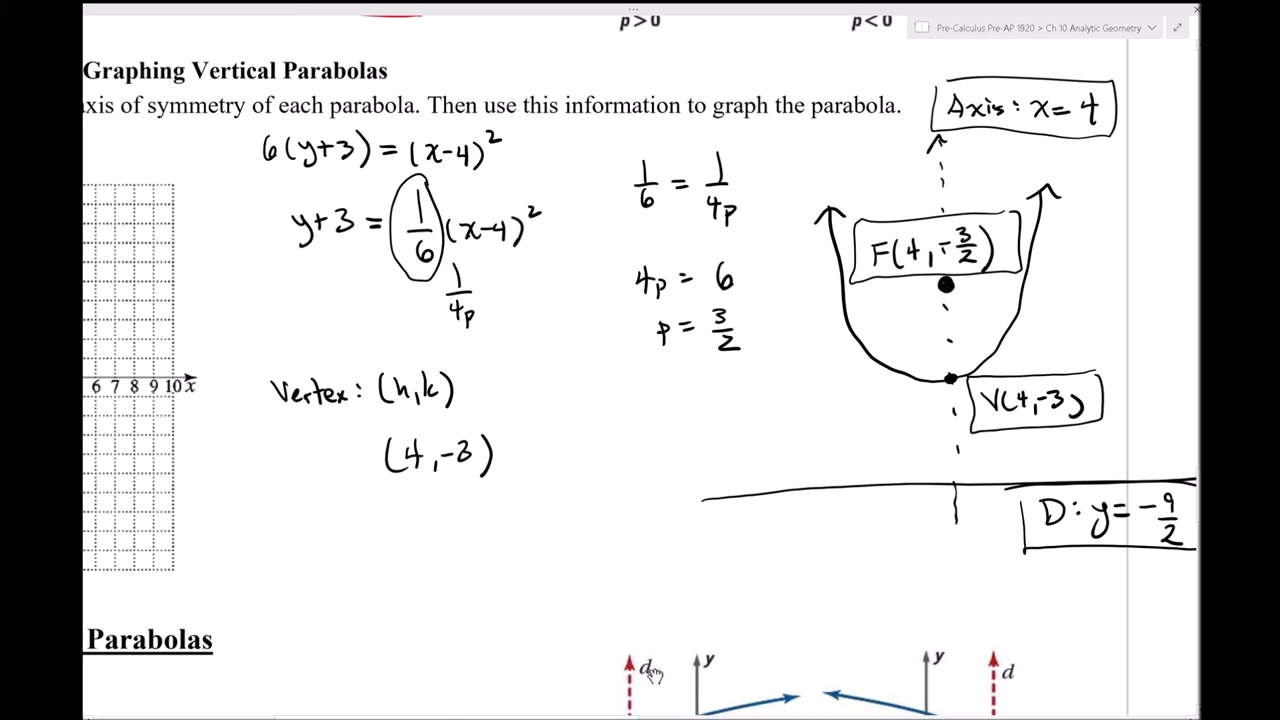 p > 0
p < 0
Pre-Calculus Pre-AP 1920 > Ch 10 Analytic Geometry
Graphing Vertical Parabolas
axis of symmetry of each parabola. Then use this information to graph the parabola.
Axis: x = 4
6(y+3) = (x-4)²
y+3 = 1/6 (x-4)²
1/4p
1/6 = 1/4p
4p = 6
p = 3/2
F(4, -3/2)
6 7 8 9 10 x
Vertex: (h,k)
(4,-3)
V(4,-3)
D: y = -9/2
Parabolas
d
y
y
d